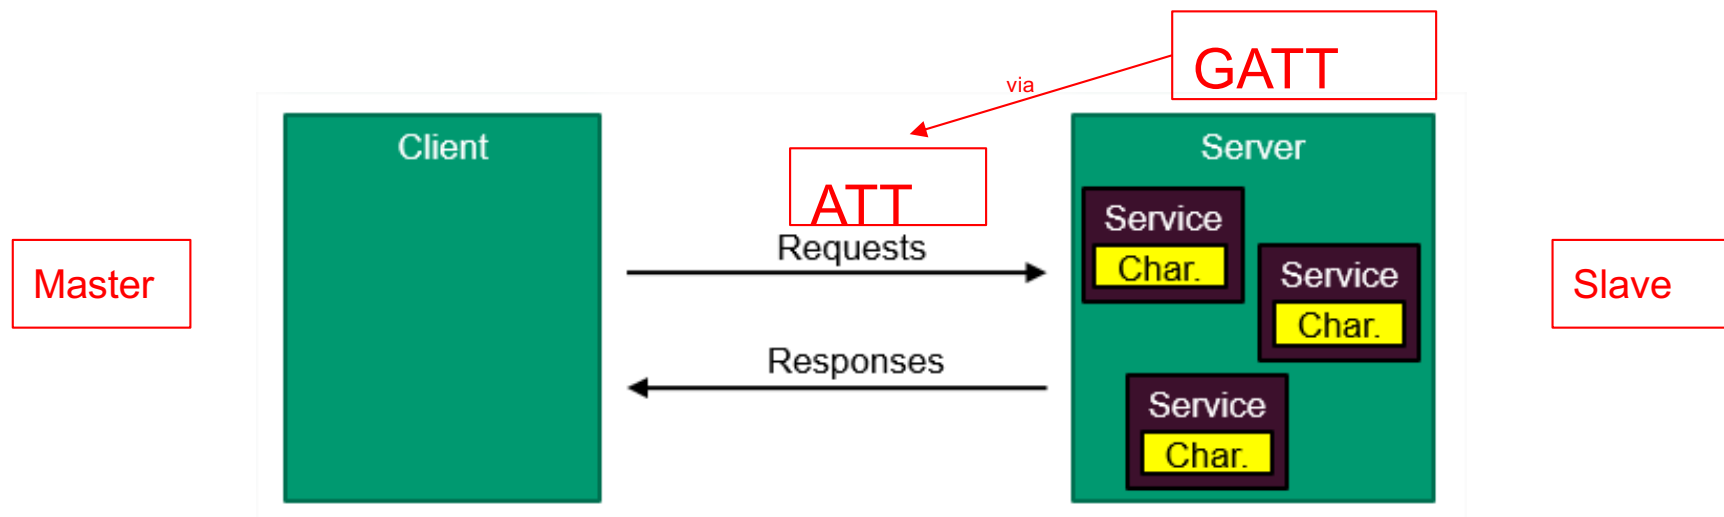 GATT
via
Client
Server
ATT
Service
Char.
Requests
Master
Service
Char.
Slave
Responses
Service
Char.